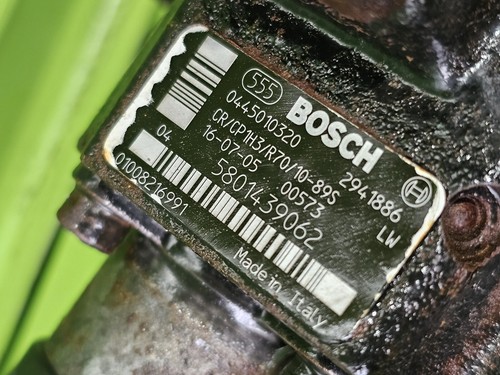 555
BOSCH
0445010320 2941886
CR/CP1H3/R70/10-89S LW
16-07-05 00573
04 5801439062
01008216991
Made in Italy